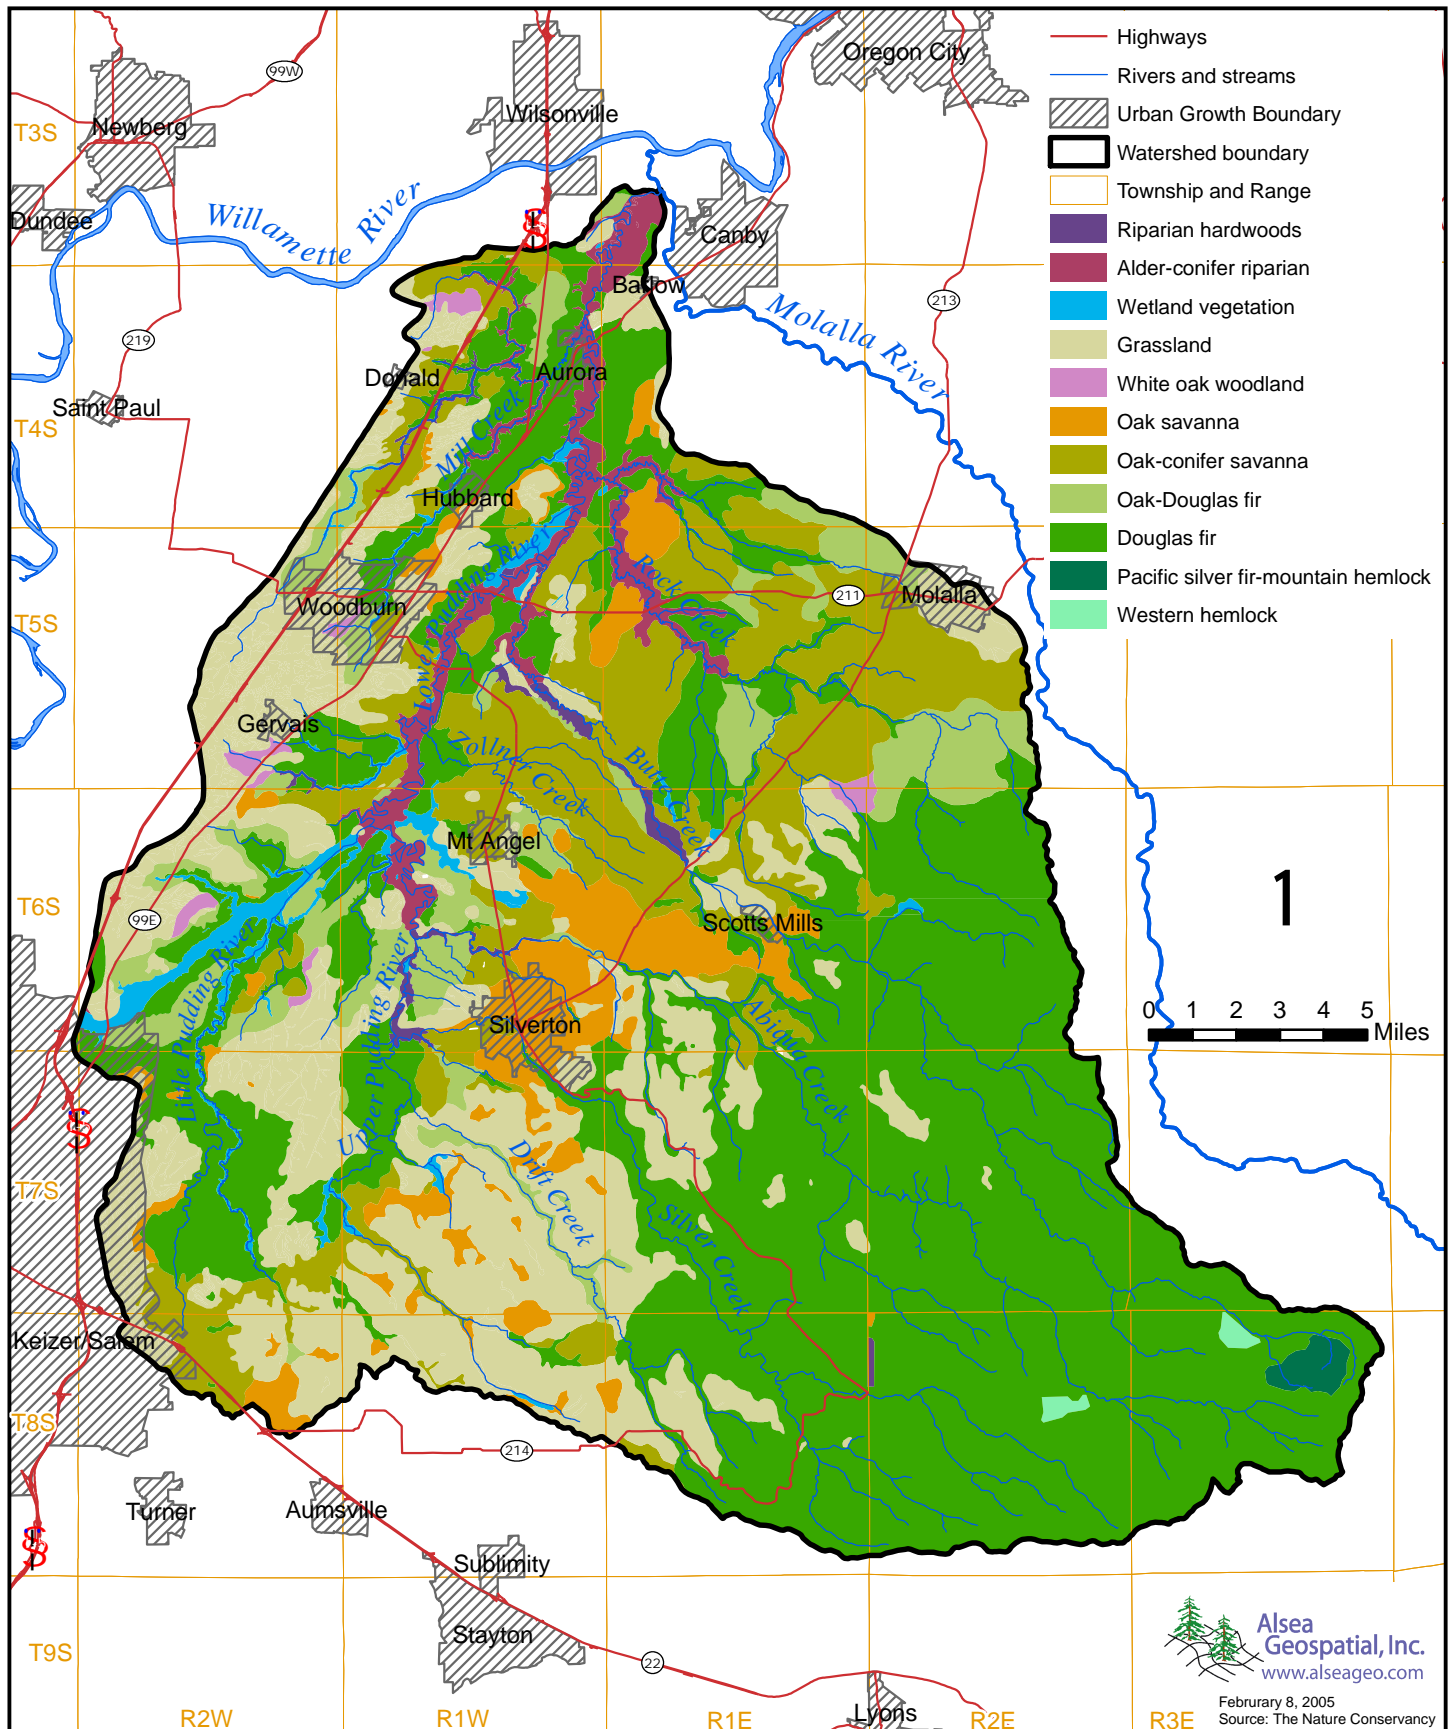 Highways
Rivers and streams
Urban Growth Boundary
Watershed boundary
Township and Range
Riparian hardwoods
Alder-conifer riparian
Wetland vegetation
Grassland
White oak woodland
Oak savanna
Oak-conifer savanna
Oak-Douglas fir
Douglas fir
Pacific silver fir-mountain hemlock
Western hemlock
Oregon City
99W
Wilsonville
Newberg
T3S
Dundee
Willamette River
Canby
Barlow
Molalla River
213
219
Donald
Aurora
Saint Paul
T4S
Mill Creek
Hubbard
Lower Pudding River
Rock Creek
211
Molalla
Woodburn
T5S
Gervais
Zollner Creek
Butte Creek
Mt Angel
T6S
99E
Scotts Mills
1
Little Pudding River
Upper Pudding River
Silverton
Abiqua Creek
0 1 2 3 4 5 Miles
T7S
Drift Creek
Silver Creek
Keizer/Salem
T8S
214
Turner
Aumsville
Sublimity
Stayton
T9S
22
Lyons
R2W
R1W
R1E
R2E
R3E
Alsea
Geospatial, Inc.
www.alseageo.com
Februrary 8, 2005
Source: The Nature Conservancy